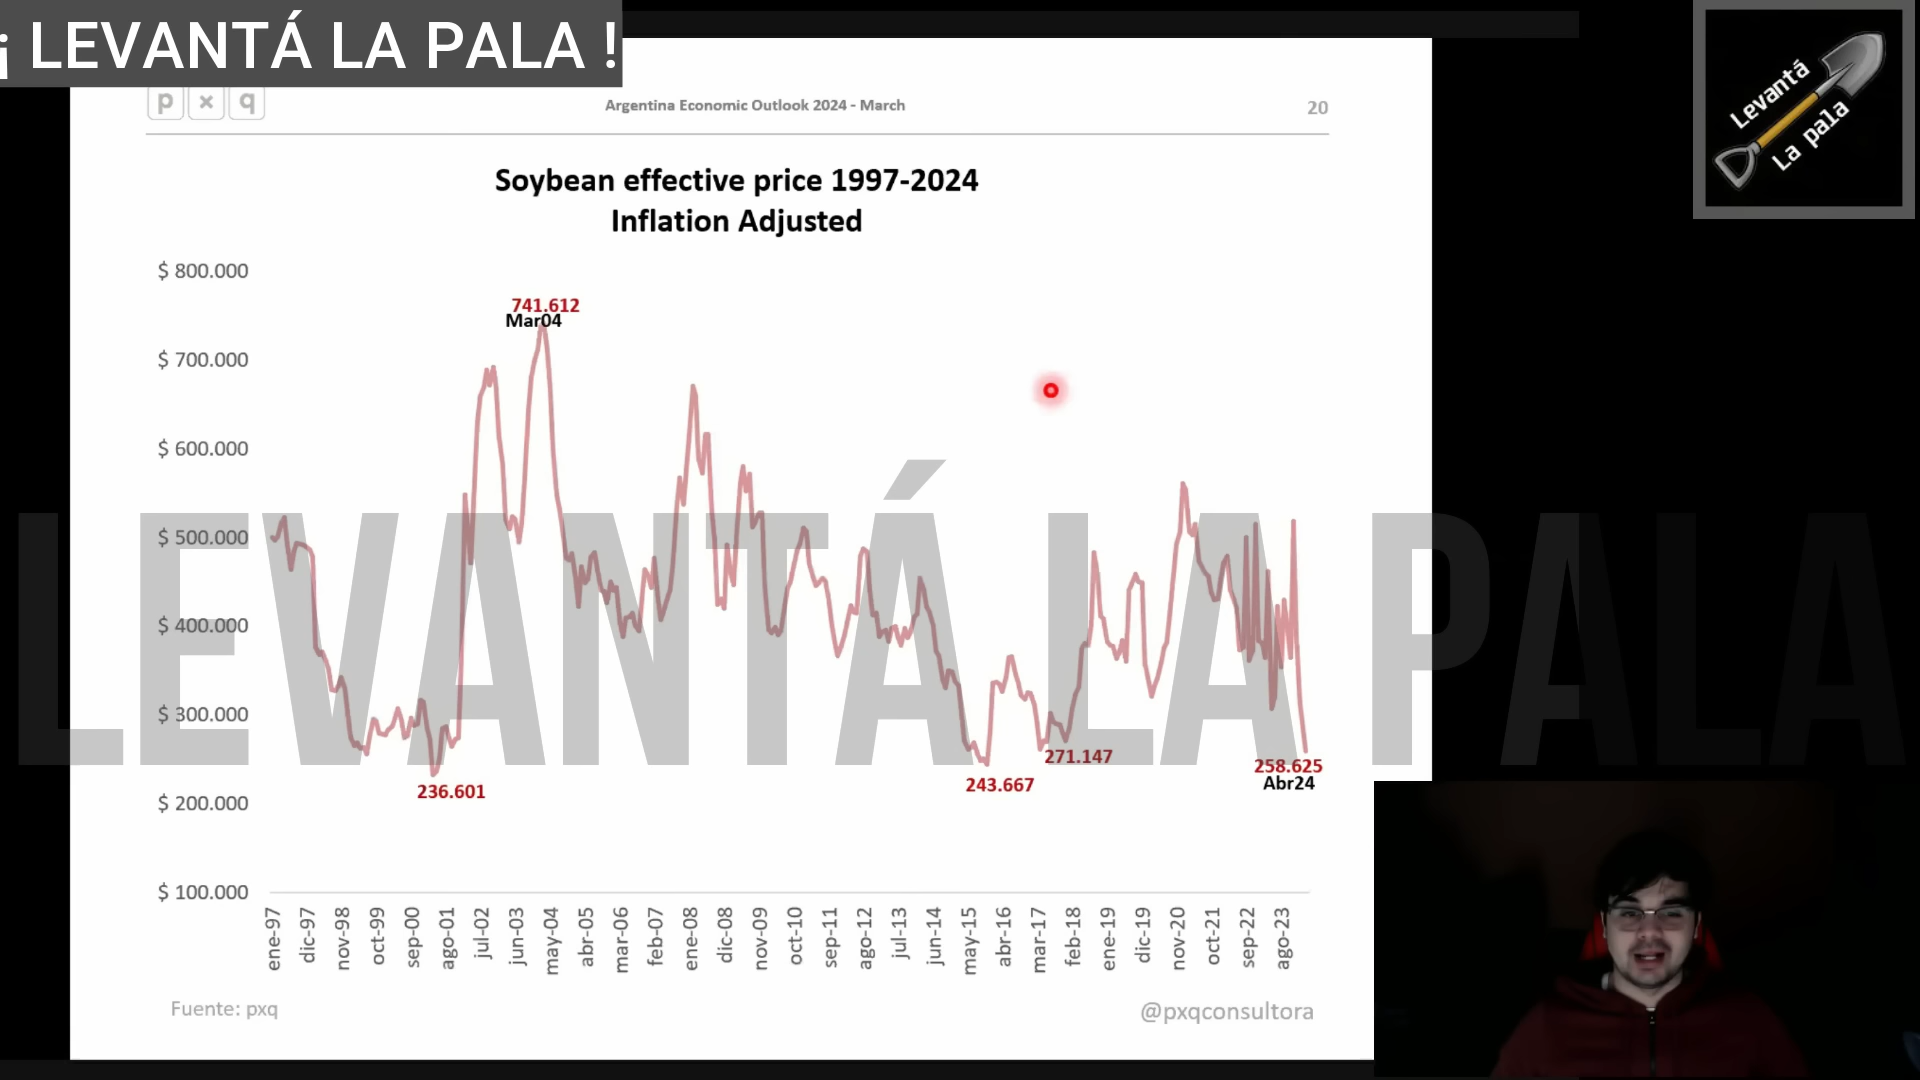 ¡ LEVANTÁ LA PALA !
Levantá
La pala
p x q
Argentina Economic Outlook 2024 - March
20
Soybean effective price 1997-2024
Inflation Adjusted
$ 800.000
$ 700.000
$ 600.000
$ 500.000
$ 400.000
$ 300.000
$ 200.000
$ 100.000
741.612
Mar04
236.601
243.667
271.147
258.625
Abr24
LEVANTÁ LA PALA
ene-97
dic-97
nov-98
oct-99
sep-00
ago-01
jul-02
jun-03
may-04
abr-05
mar-06
feb-07
ene-08
dic-08
nov-09
oct-10
sep-11
ago-12
jul-13
jun-14
may-15
abr-16
mar-17
feb-18
ene-19
dic-19
nov-20
oct-21
sep-22
ago-23
Fuente: pxq
@pxqconsultora